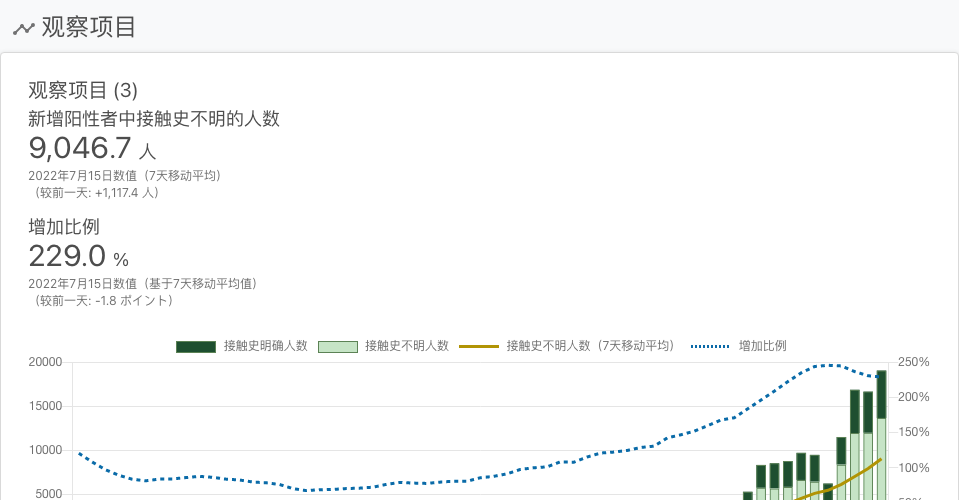 观察项目
观察项目 (3)
新增阳性者中接触史不明的人数
9,046.7 人
2022年7月15日数值（7天移动平均）
（较前一天: +1,117.4 人）
增加比例
229.0 %
2022年7月15日数值（基于7天移动平均值）
（较前一天: -1.8 ポイント）
接触史明确人数 接触史不明人数 接触史不明人数（7天移动平均） 增加比例
20000 250%
200%
15000
150%
10000
100%
5000